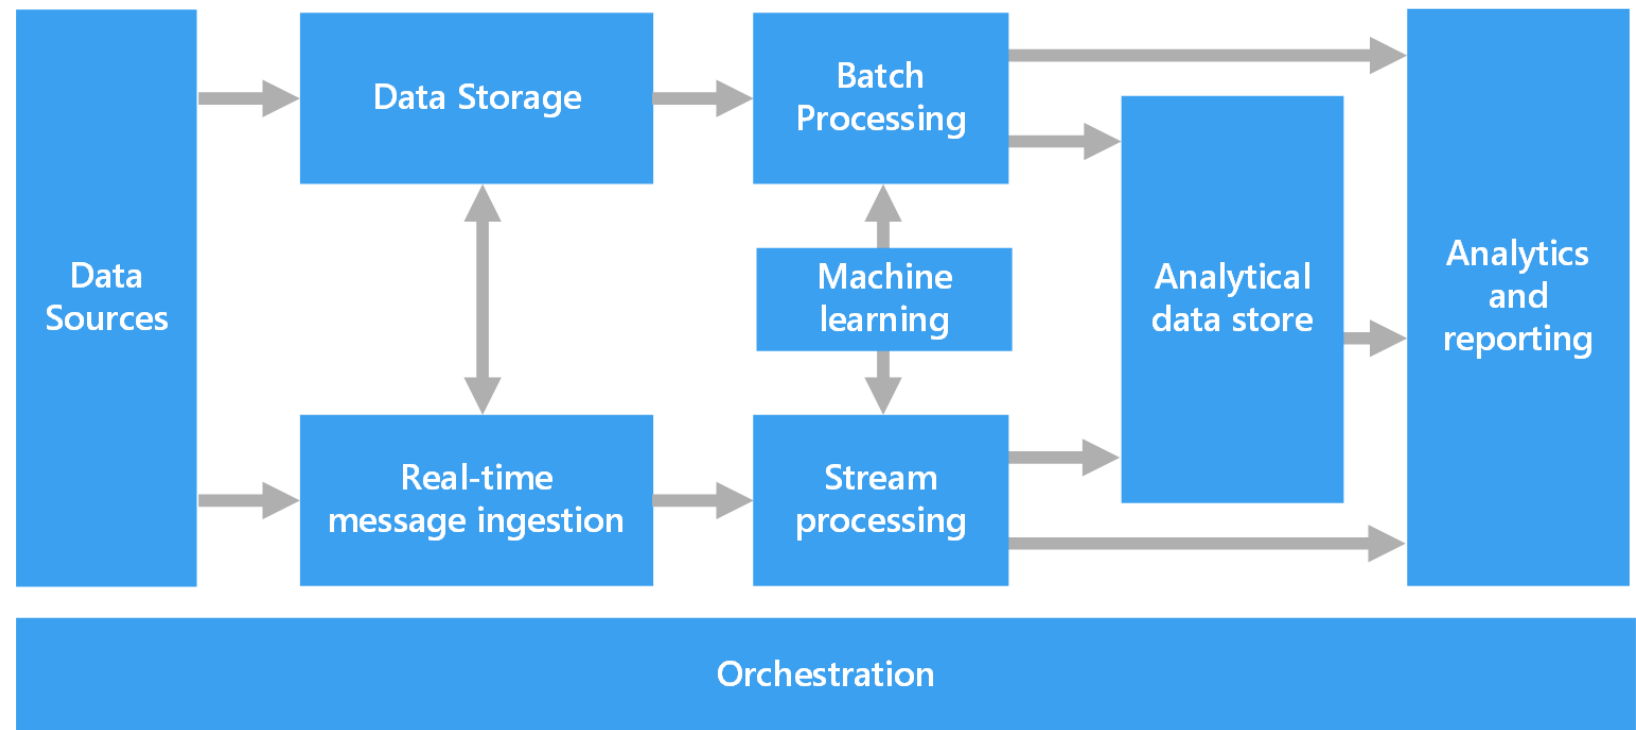 Data
Sources
Data Storage
Real-time
message ingestion
Batch
Processing
Machine
learning
Stream
processing
Analytical
data store
Analytics
and
reporting
Orchestration